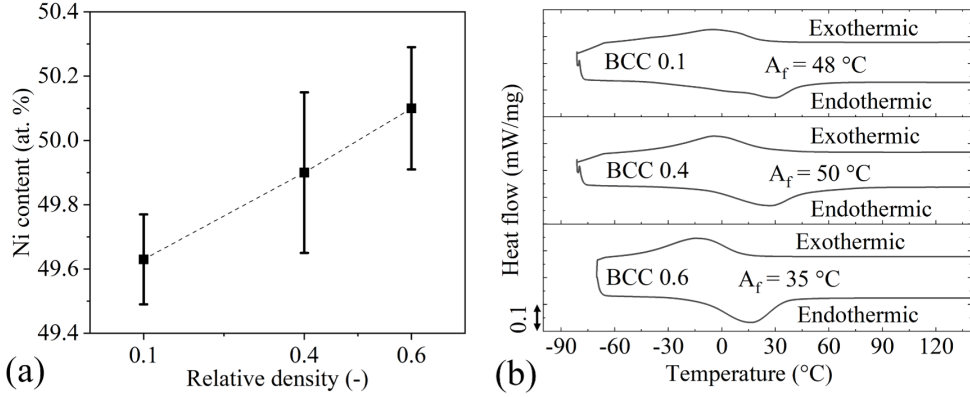 50.4
50.2
50.0
49.8
49.6
49.4
Ni content (at. %)
0.1
0.4
0.6
Relative density (-)
(a)
Exothermic
BCC 0.1
A_f = 48 °C
Endothermic
Exothermic
BCC 0.4
A_f = 50 °C
Endothermic
Exothermic
BCC 0.6
A_f = 35 °C
Endothermic
Heat flow (mW/mg)
0.1
-90
-60
-30
0
30
60
90
120
Temperature (°C)
(b)